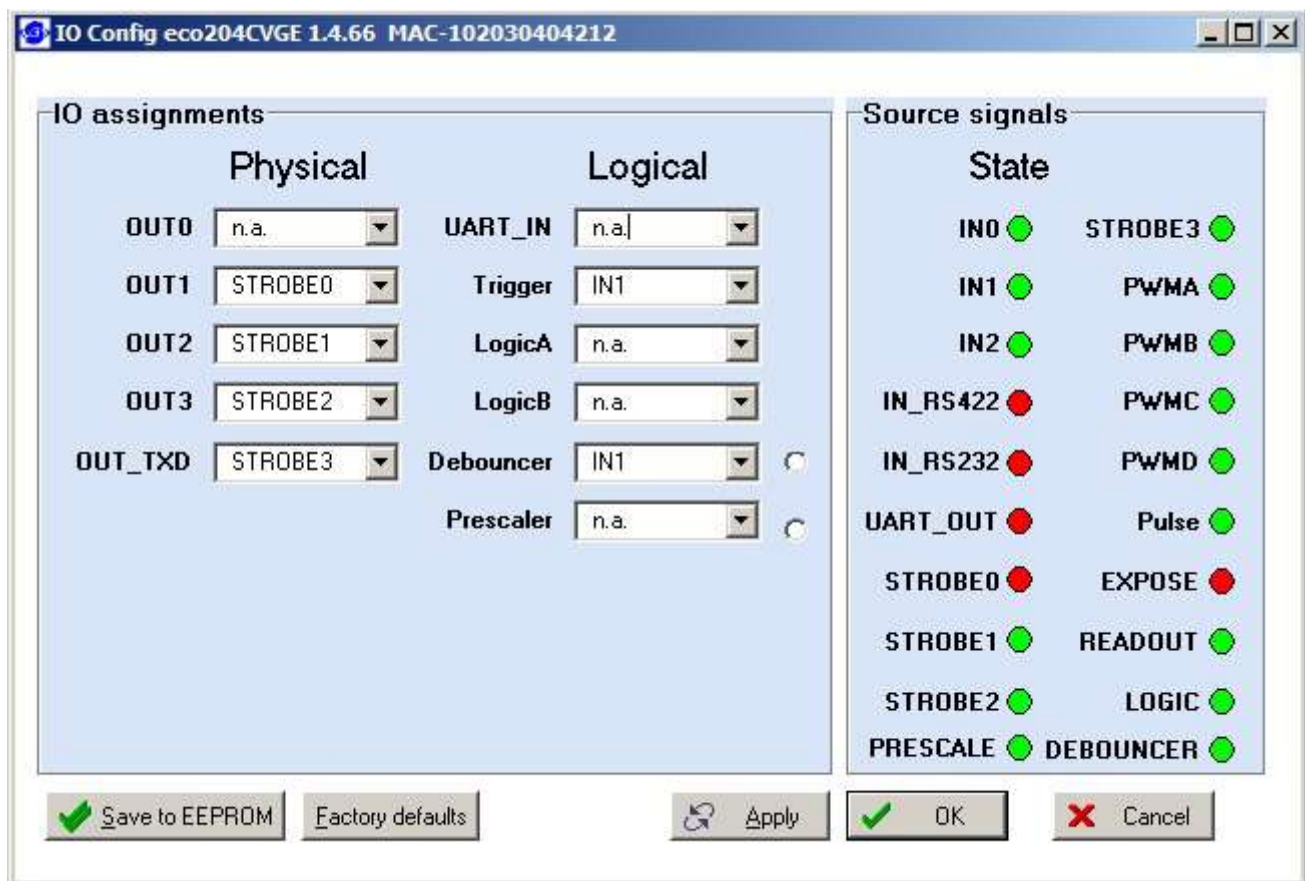 IO Config eco204CVGE 1.4.66 MAC-102030404212
IO assignments
Physical Logical
OUT0 n.a. UART_IN n.a.
OUT1 STROBE0 Trigger IN1
OUT2 STROBE1 LogicA n.a.
OUT3 STROBE2 LogicB n.a.
OUT_TXD STROBE3 Debouncer IN1
Prescaler n.a.
Source signals
State
IN0 STROBE3
IN1 PWMA
IN2 PWMB
IN_RS422 PWMC
IN_RS232 PWMD
UART_OUT Pulse
STROBE0 EXPOSE
STROBE1 READOUT
STROBE2 LOGIC
PRESCALE DEBOUNCER
Save to EEPROM Factory defaults Apply OK Cancel